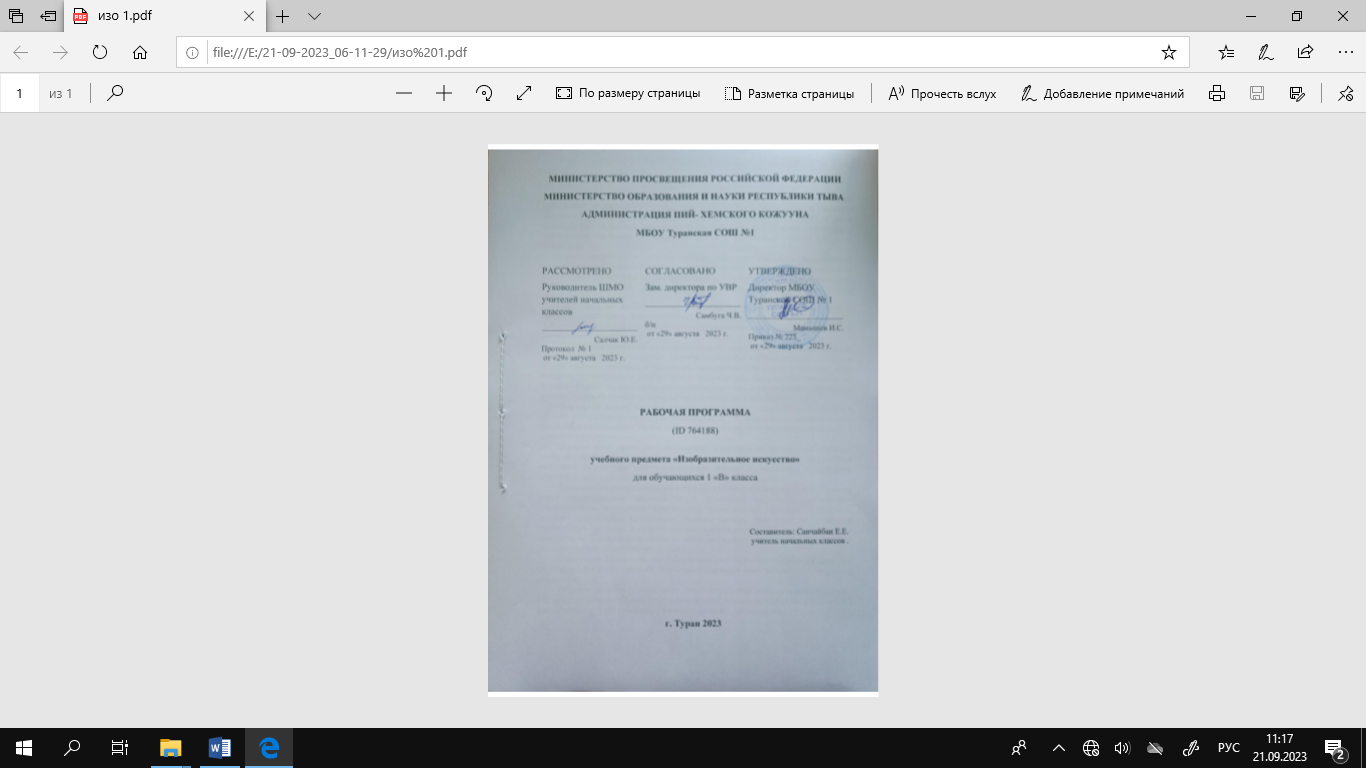 изо 1.pdf
file:///E:/21-09-2023_06-11-29/изо%201.pdf
1 из 1
По размеру страницы
Разметка страницы
Прочесть вслух
Добавление примечаний
МИНИСТЕРСТВО ПРОСВЕЩЕНИЯ РОССИЙСКОЙ ФЕДЕРАЦИИ
МИНИСТЕРСТВО ОБРАЗОВАНИЯ И НАУКИ РЕСПУБЛИКИ ТЫВА
АДМИНИСТРАЦИЯ ПИЙ- ХЕМСКОГО КОЖУУНА
МБОУ Туранская СОШ №1
РАССМОТРЕНО
Руководитель ШМО
учителей начальных
классов
Салчак Ю.Е.
Протокол № 1
от «29» августа 2023 г.
СОГЛАСОВАНО
Зам. директора по УВР
Ч.В.
б/н
от «29» августа 2023 г.
УТВЕРЖДЕНО
Директор МБОУ
Туранской СОШ № 1
И.С.
Приказ № 225
от «29» августа 2023 г.
РАБОЧАЯ ПРОГРАММА
(ID 764188)
учебного предмета «Изобразительное искусство»
для обучающихся 1 «В» класса
Составитель: Санчайбан Е.Е.
учитель начальных классов .
г. Туран 2023
РУС
11:17
21.09.2023
2